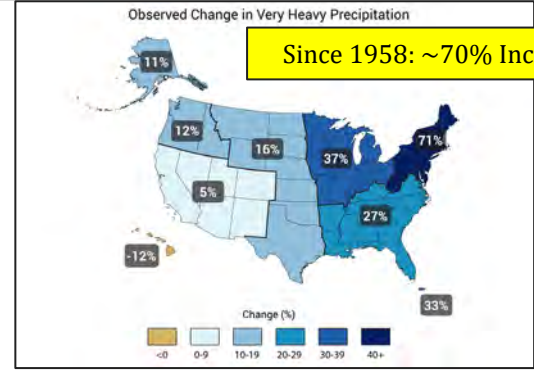 Observed Change in Very Heavy Precipitation
Since 1958: ~70% Inc
11%
12%
16%
37%
71%
5%
27%
-12%
33%
Change (%)
<0 0-9 10-19 20-29 30-39 40+